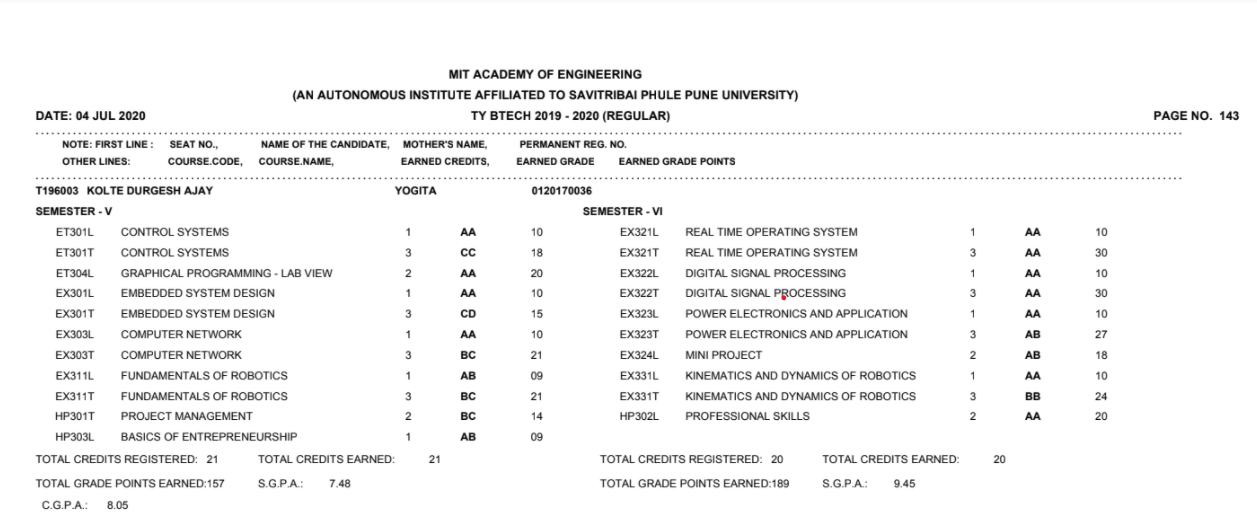 MIT ACADEMY OF ENGINEERING
(AN AUTONOMOUS INSTITUTE AFFILIATED TO SAVITRIBAI PHULE PUNE UNIVERSITY)
DATE: 04 JUL 2020 TY BTECH 2019 - 2020 (REGULAR) PAGE NO. 143
NOTE: FIRST LINE : SEAT NO., NAME OF THE CANDIDATE, MOTHER'S NAME, PERMANENT REG. NO.
OTHER LINES: COURSE.CODE, COURSE.NAME, EARNED CREDITS, EARNED GRADE EARNED GRADE POINTS
T196003 KOLTE DURGESH AJAY YOGITA 0120170036
SEMESTER - V SEMESTER - VI
ET301L CONTROL SYSTEMS 1 AA 10 EX321L REAL TIME OPERATING SYSTEM 1 AA 10
ET301T CONTROL SYSTEMS 3 CC 18 EX321T REAL TIME OPERATING SYSTEM 3 AA 30
ET304L GRAPHICAL PROGRAMMING - LAB VIEW 2 AA 20 EX322L DIGITAL SIGNAL PROCESSING 1 AA 10
EX301L EMBEDDED SYSTEM DESIGN 1 AA 10 EX322T DIGITAL SIGNAL PROCESSING 3 AA 30
EX301T EMBEDDED SYSTEM DESIGN 3 CD 15 EX323L POWER ELECTRONICS AND APPLICATION 1 AA 10
EX303L COMPUTER NETWORK 1 AA 10 EX323T POWER ELECTRONICS AND APPLICATION 3 AB 27
EX303T COMPUTER NETWORK 3 BC 21 EX324L MINI PROJECT 2 AB 18
EX311L FUNDAMENTALS OF ROBOTICS 1 AB 09 EX331L KINEMATICS AND DYNAMICS OF ROBOTICS 1 AA 10
EX311T FUNDAMENTALS OF ROBOTICS 3 BC 21 EX331T KINEMATICS AND DYNAMICS OF ROBOTICS 3 BB 24
HP301T PROJECT MANAGEMENT 2 BC 14 HP302L PROFESSIONAL SKILLS 2 AA 20
HP303L BASICS OF ENTREPRENEURSHIP 1 AB 09
TOTAL CREDITS REGISTERED: 21 TOTAL CREDITS EARNED: 21 TOTAL CREDITS REGISTERED: 20 TOTAL CREDITS EARNED: 20
TOTAL GRADE POINTS EARNED:157 S.G.P.A.: 7.48 TOTAL GRADE POINTS EARNED:189 S.G.P.A.: 9.45
C.G.P.A.: 8.05